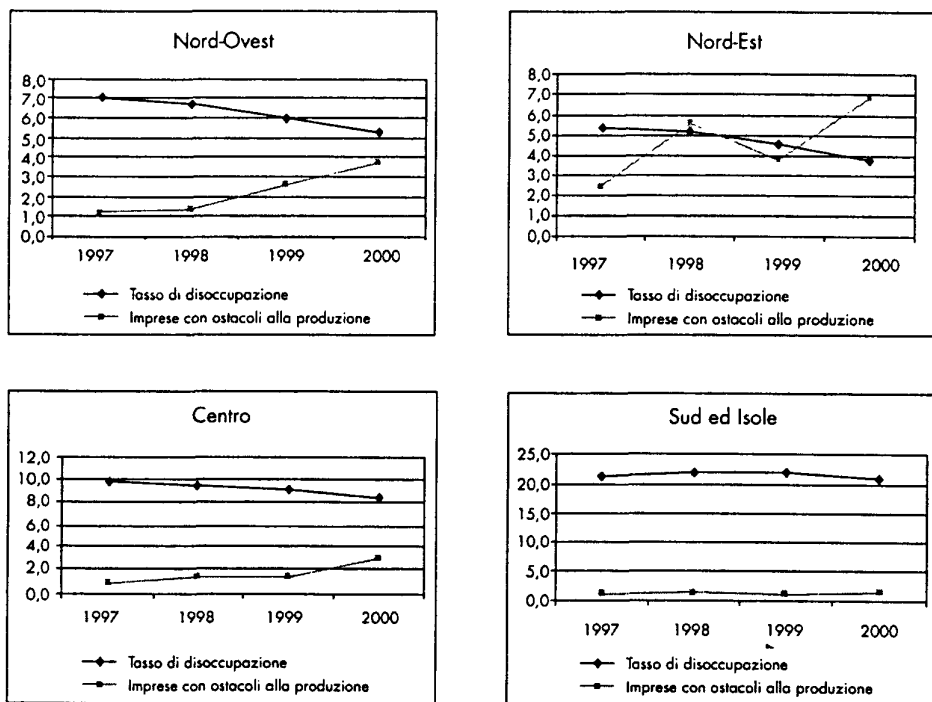 Nord-Ovest
8,0
7,0
6,0
5,0
4,0
3,0
2,0
1,0
0,0
1997 1998 1999 2000
Tasso di disoccupazione
Imprese con ostacoli alla produzione
Nord-Est
8,0
7,0
6,0
5,0
4,0
3,0
2,0
1,0
0,0
1997 1998 1999 2000
Tasso di disoccupazione
Imprese con ostacoli alla produzione
Centro
12,0
10,0
8,0
6,0
4,0
2,0
0,0
1997 1998 1999 2000
Tasso di disoccupazione
Imprese con ostacoli alla produzione
Sud ed Isole
25,0
20,0
15,0
10,0
5,0
0,0
1997 1998 1999 2000
Tasso di disoccupazione
Imprese con ostacoli alla produzione